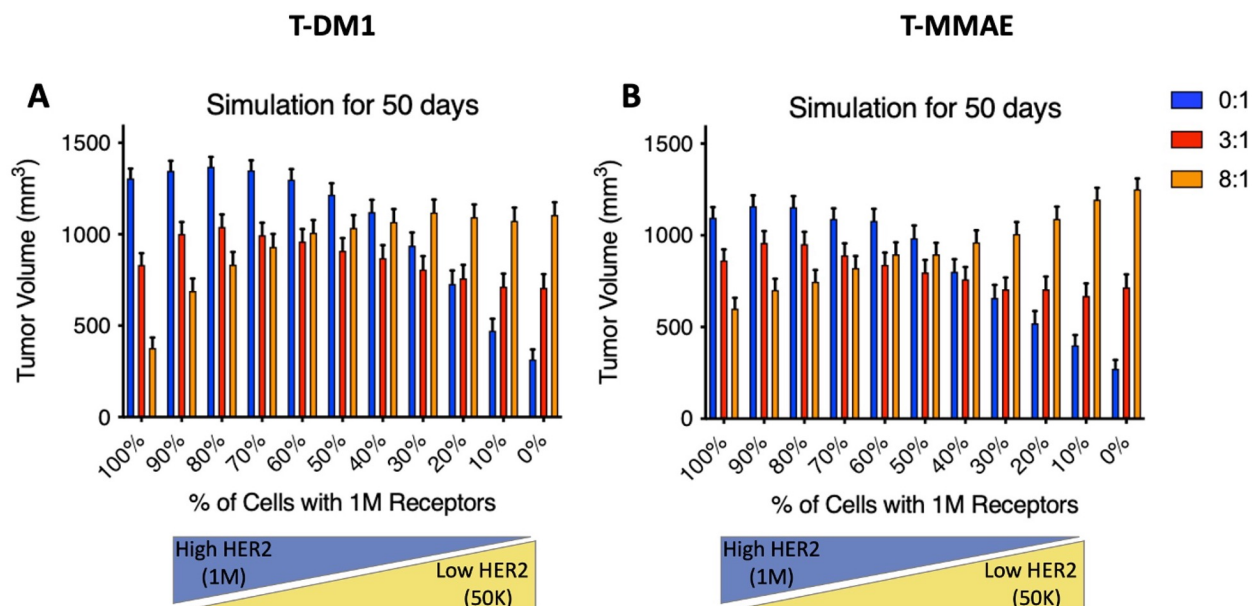 T-DM1
T-MMAE
A
Simulation for 50 days
Tumor Volume (mm³)
1500
1000
500
0
100%
90%
80%
70%
60%
50%
40%
30%
20%
10%
0%
% of Cells with 1M Receptors
High HER2
(1M)
Low HER2
(50K)
B
Simulation for 50 days
Tumor Volume (mm³)
1500
1000
500
0
100%
90%
80%
70%
60%
50%
40%
30%
20%
10%
0%
% of Cells with 1M Receptors
High HER2
(1M)
Low HER2
(50K)
0:1
3:1
8:1